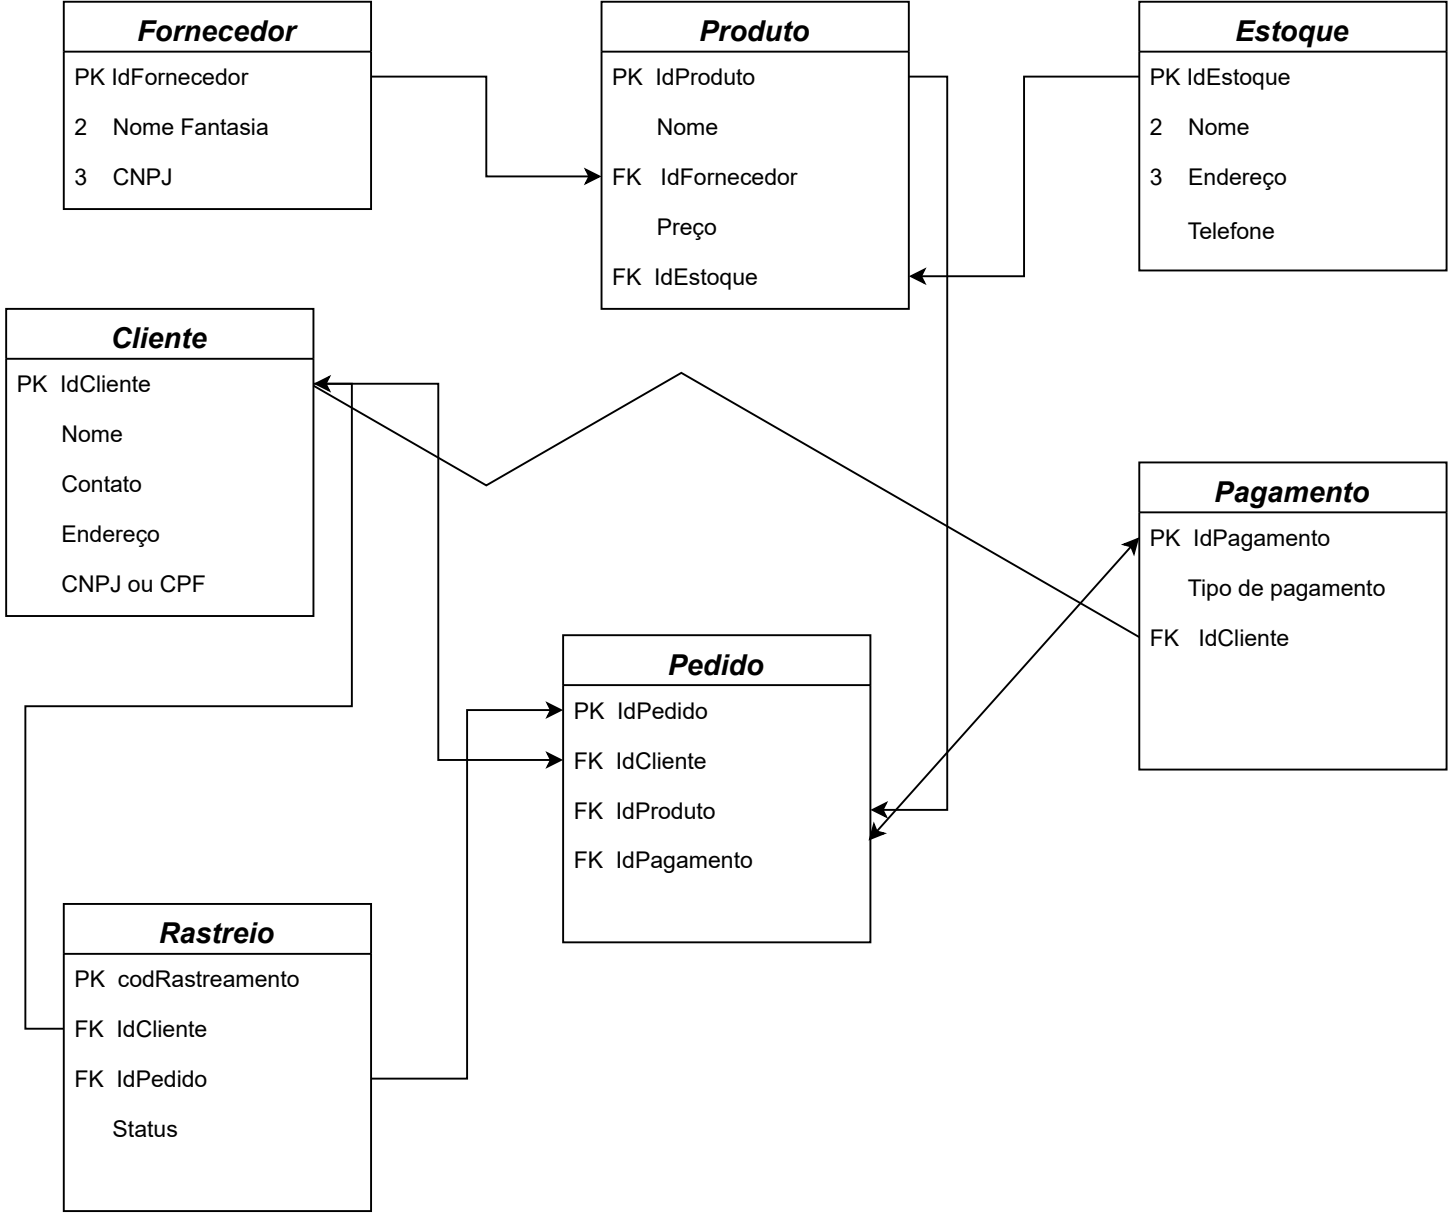 Fornecedor
PK IdFornecedor
2 Nome Fantasia
3 CNPJ
Produto
PK IdProduto
Nome
FK IdFornecedor
Preço
FK IdEstoque
Estoque
PK IdEstoque
2 Nome
3 Endereço
Telefone
Cliente
PK IdCliente
Nome
Contato
Endereço
CNPJ ou CPF
Pagamento
PK IdPagamento
Tipo de pagamento
FK IdCliente
Pedido
PK IdPedido
FK IdCliente
FK IdProduto
FK IdPagamento
Rastreio
PK codRastreamento
FK IdCliente
FK IdPedido
Status